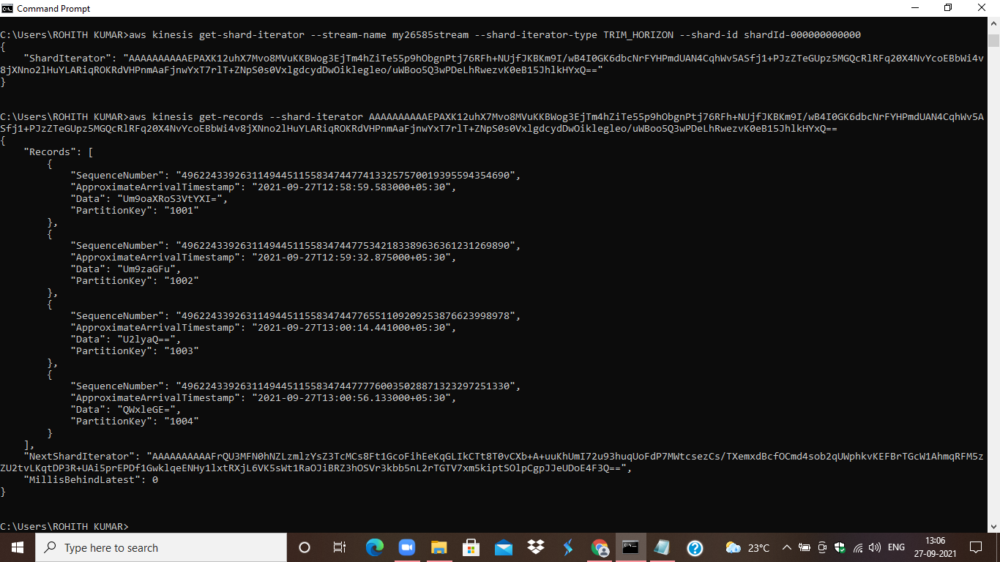 Command Prompt
C:\Users\ROHITH KUMAR>aws kinesis get-shard-iterator --stream-name my26585stream --shard-iterator-type TRIM_HORIZON --shard-id shardId-000000000000
{
    "ShardIterator": "AAAAAAAAAAEPAXK12uhX7Mvo8MVuKKBWog3EjTm4hZiTe55p9hObgnPtj76RFh+NUjfJKBKm9I/wB4I0GK6dbcNrFYHPmdUAN4CqhWv5ASfj1+PJzZTeGUpz5MGQcRlRFq20X4NvYcoEBbWi4v
8jXNno2lHuYLARiqROKRdVHPnmAaFjnwYxT7rlT+ZNpS0s0VxlgdcydDwOiklegleo/uWBoo5Q3wPDeLhRwezvK0eB15JhlkHYxQ=="
}
C:\Users\ROHITH KUMAR>aws kinesis get-records --shard-iterator AAAAAAAAAAEPAXK12uhX7Mvo8MVuKKBWog3EjTm4hZiTe55p9hObgnPtj76RFh+NUjfJKBKm9I/wB4I0GK6dbcNrFYHPmdUAN4CqhWv5A
Sfj1+PJzZTeGUpz5MGQcRlRFq20X4NvYcoEBbWi4v8jXNno2lHuYLARiqROKRdVHPnmAaFjnwYxT7rlT+ZNpS0s0VxlgdcydDwOiklegleo/uWBoo5Q3wPDeLhRwezvK0eB15JhlkHYxQ==
{
    "Records": [
        {
            "SequenceNumber": "49622433926311494451155834744774133257570019395594354690",
            "ApproximateArrivalTimestamp": "2021-09-27T12:58:59.583000+05:30",
            "Data": "Um9oaXRoS3VtYXI=",
            "PartitionKey": "1001"
        },
        {
            "SequenceNumber": "49622433926311494451155834744775342183389636361231269890",
            "ApproximateArrivalTimestamp": "2021-09-27T12:59:32.875000+05:30",
            "Data": "Um9zaGFu",
            "PartitionKey": "1002"
        },
        {
            "SequenceNumber": "49622433926311494451155834744776551109209253876623998978",
            "ApproximateArrivalTimestamp": "2021-09-27T13:00:14.441000+05:30",
            "Data": "U2lyaQ==",
            "PartitionKey": "1003"
        },
        {
            "SequenceNumber": "49622433926311494451155834744777760035028871323297251330",
            "ApproximateArrivalTimestamp": "2021-09-27T13:00:56.133000+05:30",
            "Data": "QWxleGE=",
            "PartitionKey": "1004"
        }
    ],
    "NextShardIterator": "AAAAAAAAAAFrQU3MFN0hNZLzmlzYsZ3TcMCs8Ft1GcoFihEeKqGLIkCTt8T0vCXb+A+uuKhUmI72u93huqUoFdP7MWtcsezCs/TXemxdBcfOCmd4sob2qUWphkvKEFBrTGcW1AhmqRFM5z
ZU2tvLKqtDP3R+UAi5prEPDf1GwklqeENHy1lxtRXjL6VK5sWt1RaOJiBRZ3hOSVr3kbb5nL2rTGTV7xm5kiptSOlpCgpJJeUDoE4F3Q==",
    "MillisBehindLatest": 0
}
C:\Users\ROHITH KUMAR>
Type here to search
23°C
ENG
13:06
27-09-2021